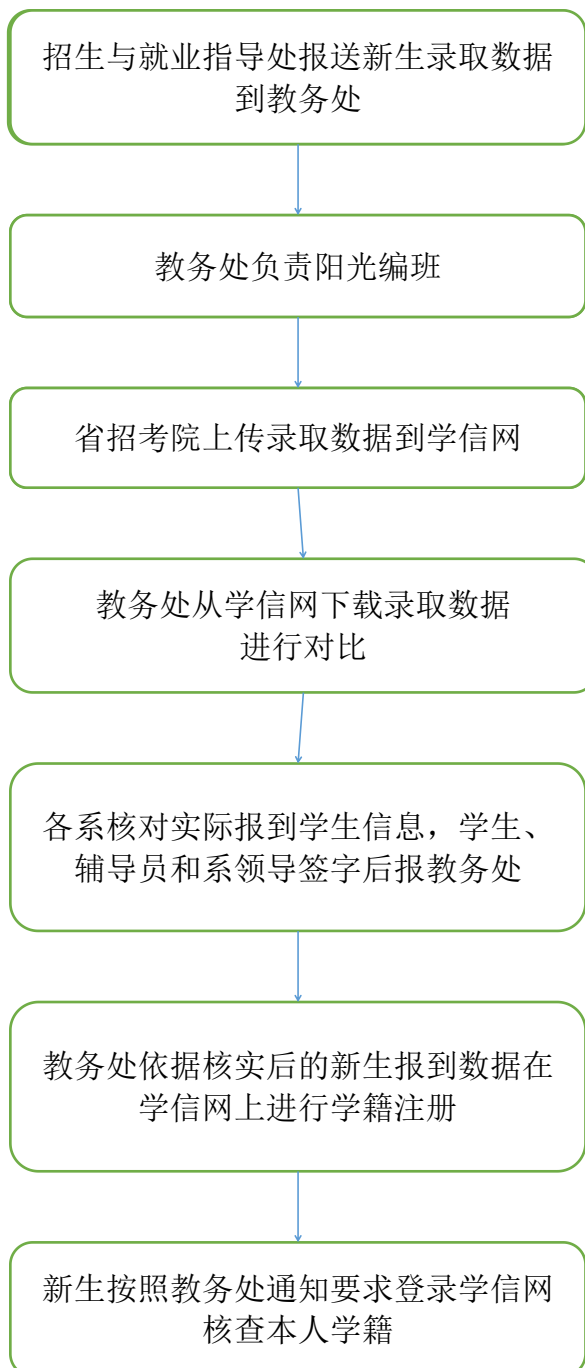 招生与就业指导处报送新生录取数据
到教务处
教务处负责阳光编班
省招考院上传录取数据到学信网
教务处从学信网下载录取数据
进行对比
各系核对实际报到学生信息，学生、
辅导员和系领导签字后报教务处
教务处依据核实后的新生报到数据在
学信网上进行学籍注册
新生按照教务处通知要求登录学信网
核查本人学籍